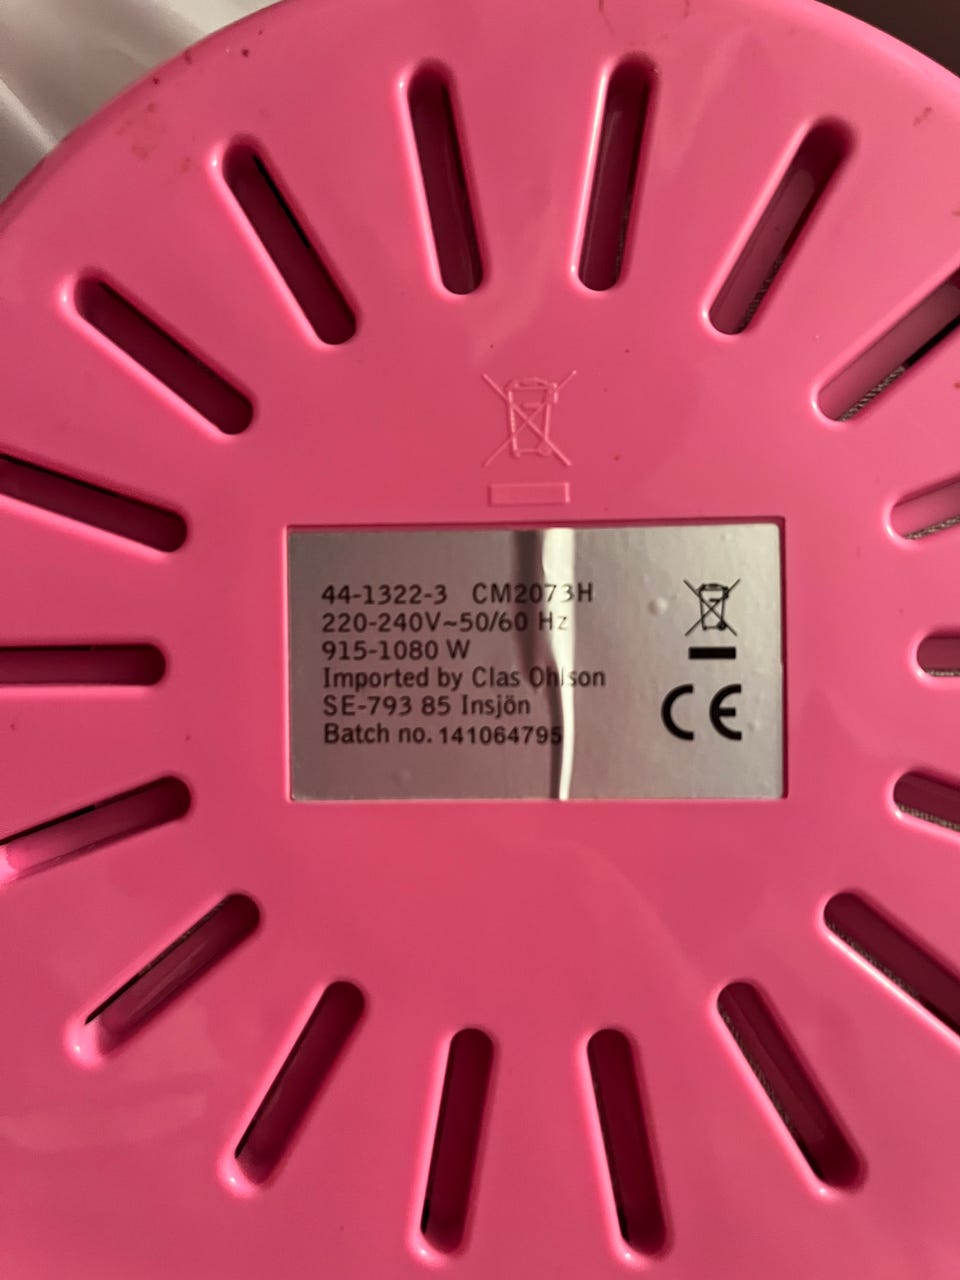 44-1322-3 CM2073H
220-240V~50/60 Hz
915-1080 W
Imported by Clas Ohlson
SE-793 85 Insjön
Batch no. 141064795
CE